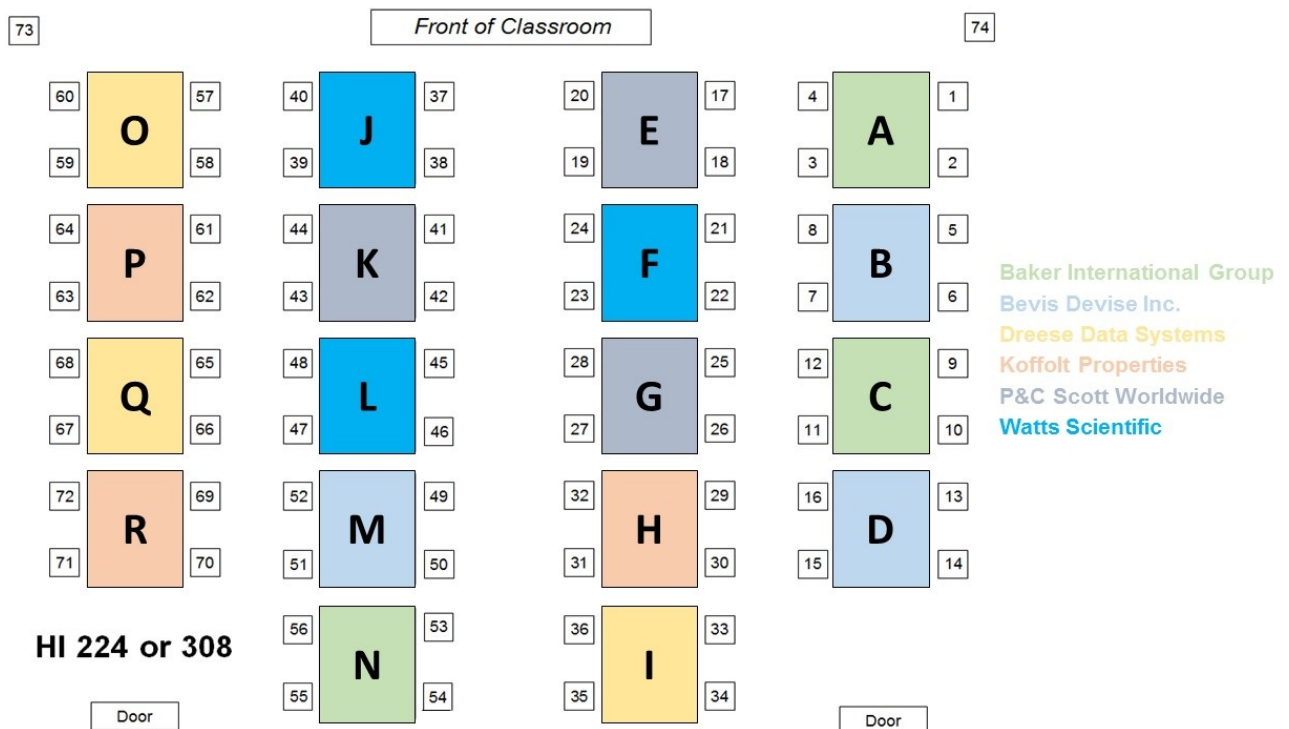 Front of Classroom
73
74
60 57 40 37 20 17 4 1
O J E A
59 58 39 38 19 18 3 2
64 61 44 41 24 21 8 5
P K F B
63 62 43 42 23 22 7 6
68 65 48 45 28 25 12 9
Q L G C
67 66 47 46 27 26 11 10
72 69 52 49 32 29 16 13
R M H D
71 70 51 50 31 30 15 14
56 53 36 33
N I
55 54 35 34
Baker International Group
Bevis Devise Inc.
Dreese Data Systems
Koffolt Properties
P&C Scott Worldwide
Watts Scientific
HI 224 or 308
Door
Door